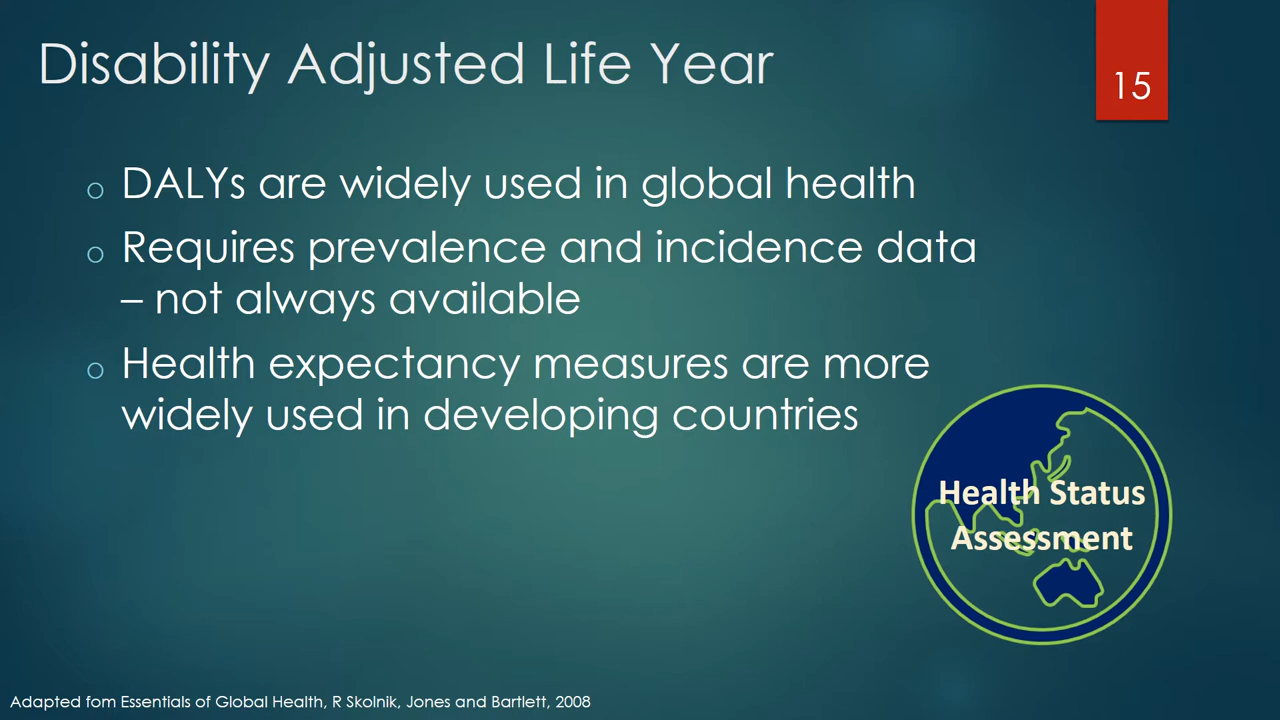 Disability Adjusted Life Year
15
o DALYs are widely used in global health
o Requires prevalence and incidence data
– not always available
o Health expectancy measures are more
widely used in developing countries
Health Status
Assessment
Adapted fom Essentials of Global Health, R Skolnik, Jones and Bartlett, 2008